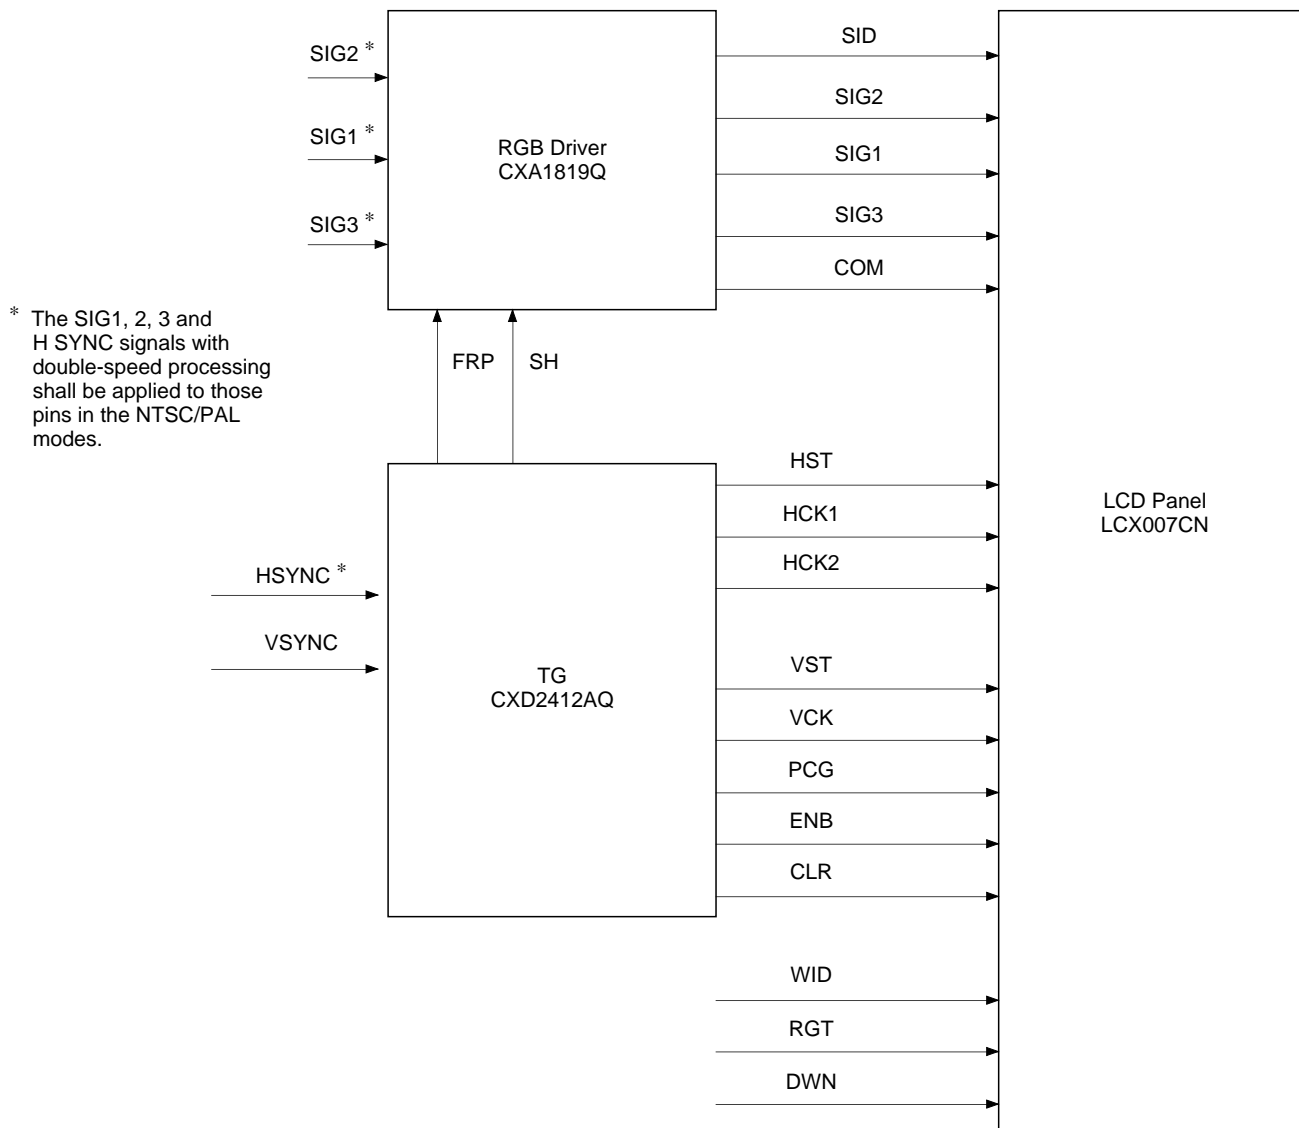 SIG2 *
SIG1 *
SIG3 *
RGB Driver
CXA1819Q
SID
SIG2
SIG1
SIG3
COM
* The SIG1, 2, 3 and
H SYNC signals with
double-speed processing
shall be applied to those
pins in the NTSC/PAL
modes.
FRP
SH
HSYNC *
VSYNC
TG
CXD2412AQ
HST
HCK1
HCK2
VST
VCK
PCG
ENB
CLR
WID
RGT
DWN
LCD Panel
LCX007CN